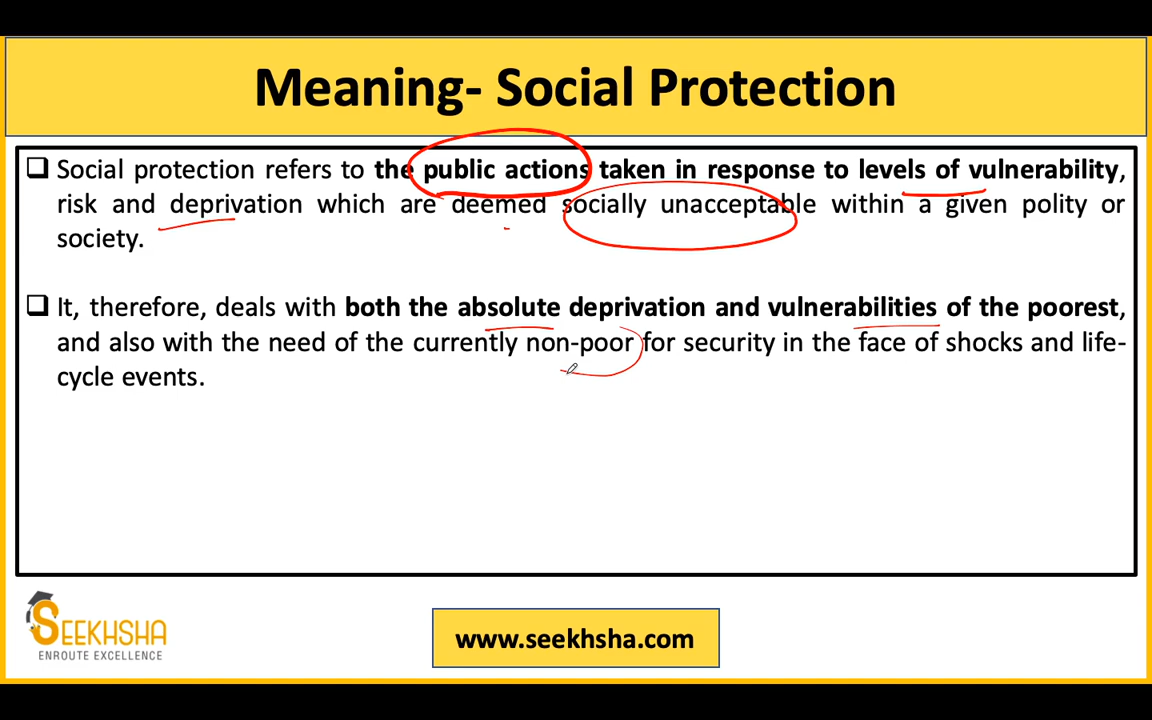 Meaning- Social Protection
❑ Social protection refers to the public actions taken in response to levels of vulnerability,
risk and deprivation which are deemed socially unacceptable within a given polity or
society.
❑ It, therefore, deals with both the absolute deprivation and vulnerabilities of the poorest,
and also with the need of the currently non-poor for security in the face of shocks and life-
cycle events.
SEEKHSHA
ENROUTE EXCELLENCE
www.seekhsha.com